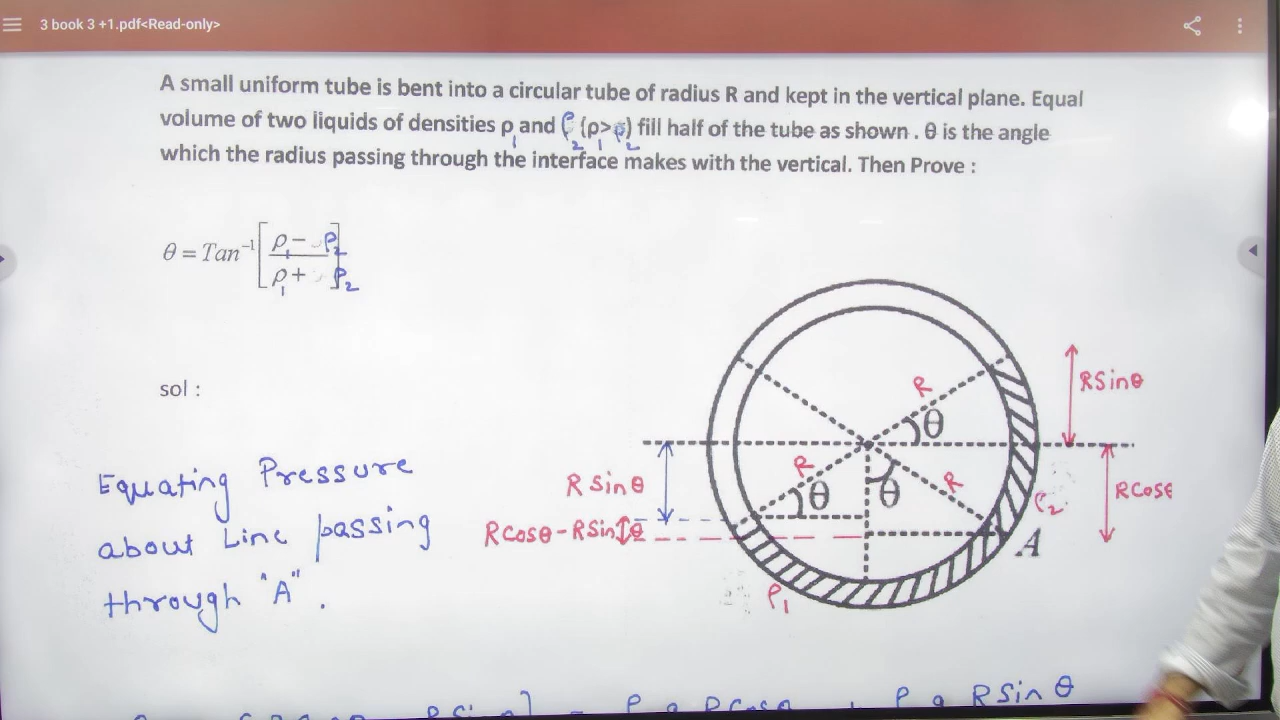 3 book 3 +1.pdf<Read-only>
A small uniform tube is bent into a circular tube of radius R and kept in the vertical plane. Equal
volume of two liquids of densities ρ₁ and ρ₂ (ρ₁>ρ₂) fill half of the tube as shown . θ is the angle
which the radius passing through the interface makes with the vertical. Then Prove :
θ = Tan⁻¹[ρ₁ − ρ₂ / ρ₁ + ρ₂]
sol :
Equating Pressure
about Line passing
through "A" .
R
θ
RSinθ
R Sinθ
R
θ
θ
R
ρ₂
RCosθ
RCosθ-RSinθ
A
ρ₁
ρ g R Sin θ